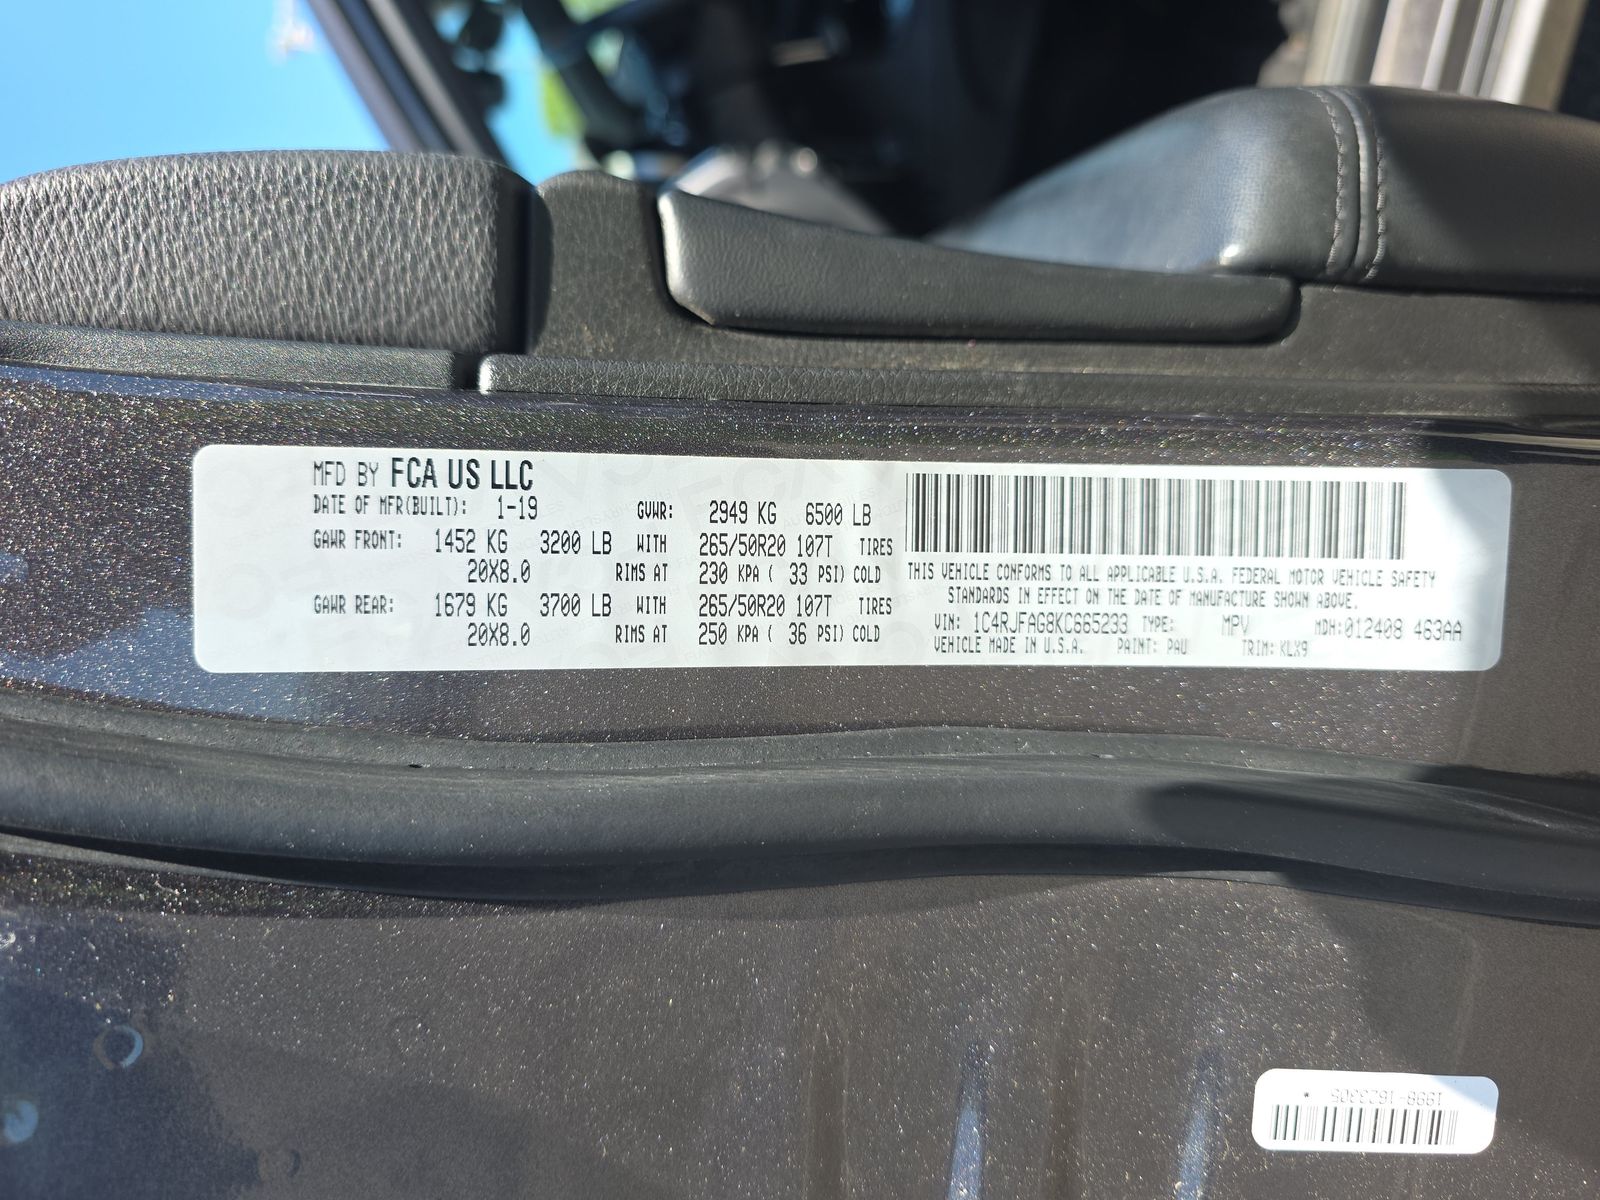 MFD BY FCA US LLC
DATE OF MFR(BUILT): 1-19 GVWR: 2949 KG 6500 LB
GAWR FRONT: 1452 KG 3200 LB WITH 265/50R20 107T TIRES
20X8.0 RIMS AT 230 KPA ( 33 PSI) COLD
GAWR REAR: 1679 KG 3700 LB WITH 265/50R20 107T TIRES
20X8.0 RIMS AT 250 KPA ( 36 PSI) COLD
THIS VEHICLE CONFORMS TO ALL APPLICABLE U.S.A. FEDERAL MOTOR VEHICLE SAFETY
STANDARDS IN EFFECT ON THE DATE OF MANUFACTURE SHOWN ABOVE.
VIN: 1C4RJFAG8KC665233 TYPE: MPV MDH:012408 463AA
VEHICLE MADE IN U.S.A. PAINT: PAU TRIM: KLX9
1998-1623305 *